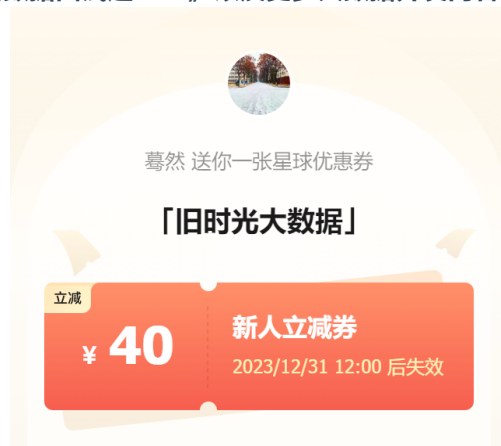 蓦然 送你一张星球优惠券
「旧时光大数据」
立减
¥ 40
新人立减券
2023/12/31 12:00 后失效